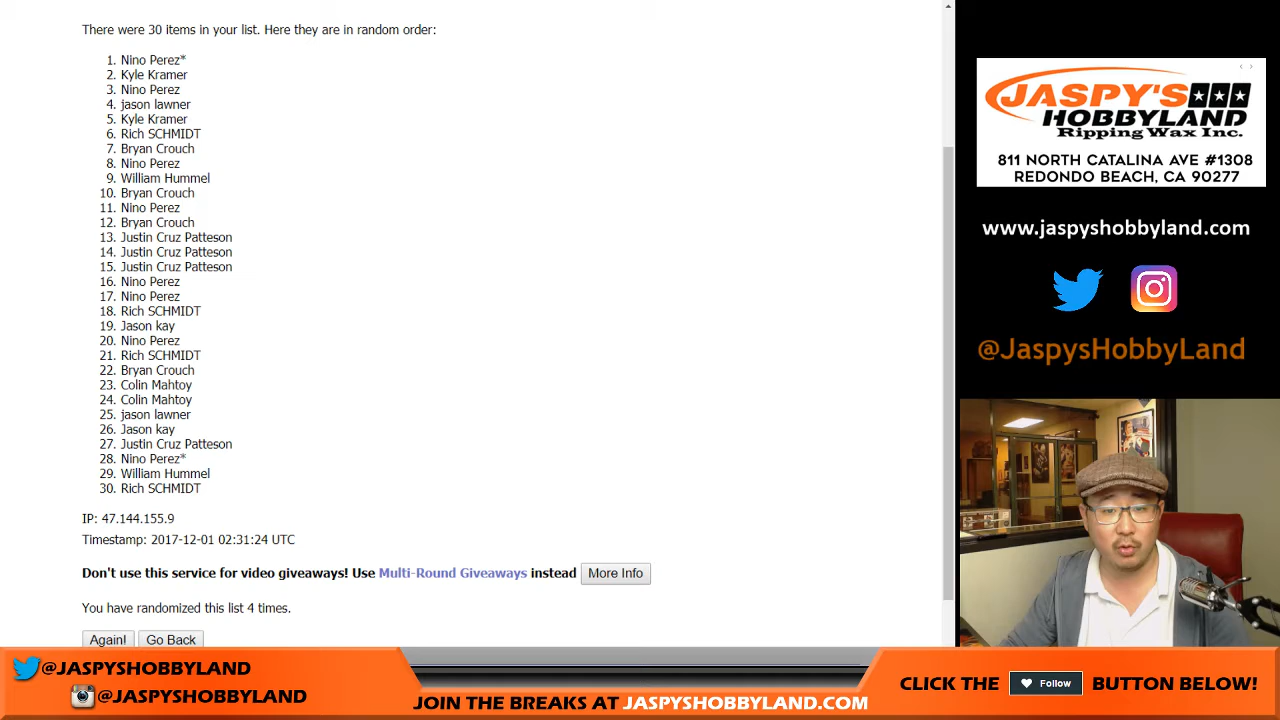 There were 30 items in your list. Here they are in random order:
1. Nino Perez*
2. Kyle Kramer
3. Nino Perez
4. jason lawner
5. Kyle Kramer
6. Rich SCHMIDT
7. Bryan Crouch
8. Nino Perez
9. William Hummel
10. Bryan Crouch
11. Nino Perez
12. Bryan Crouch
13. Justin Cruz Patteson
14. Justin Cruz Patteson
15. Justin Cruz Patteson
16. Nino Perez
17. Nino Perez
18. Rich SCHMIDT
19. Jason kay
20. Nino Perez
21. Rich SCHMIDT
22. Bryan Crouch
23. Colin Mahtoy
24. Colin Mahtoy
25. jason lawner
26. Jason kay
27. Justin Cruz Patteson
28. Nino Perez*
29. William Hummel
30. Rich SCHMIDT
IP: 47.144.155.9
Timestamp: 2017-12-01 02:31:24 UTC
Don't use this service for video giveaways! Use Multi-Round Giveaways instead More Info
You have randomized this list 4 times.
Again! Go Back
JASPY'S
HOBBYLAND
Ripping Wax Inc.
811 NORTH CATALINA AVE #1308
REDONDO BEACH, CA 90277
www.jaspyshobbyland.com
@JaspysHobbyLand
@JASPYSHOBBYLAND
@JASPYSHOBBYLAND
JOIN THE BREAKS AT JASPYSHOBBYLAND.COM
CLICK THE Follow BUTTON BELOW!